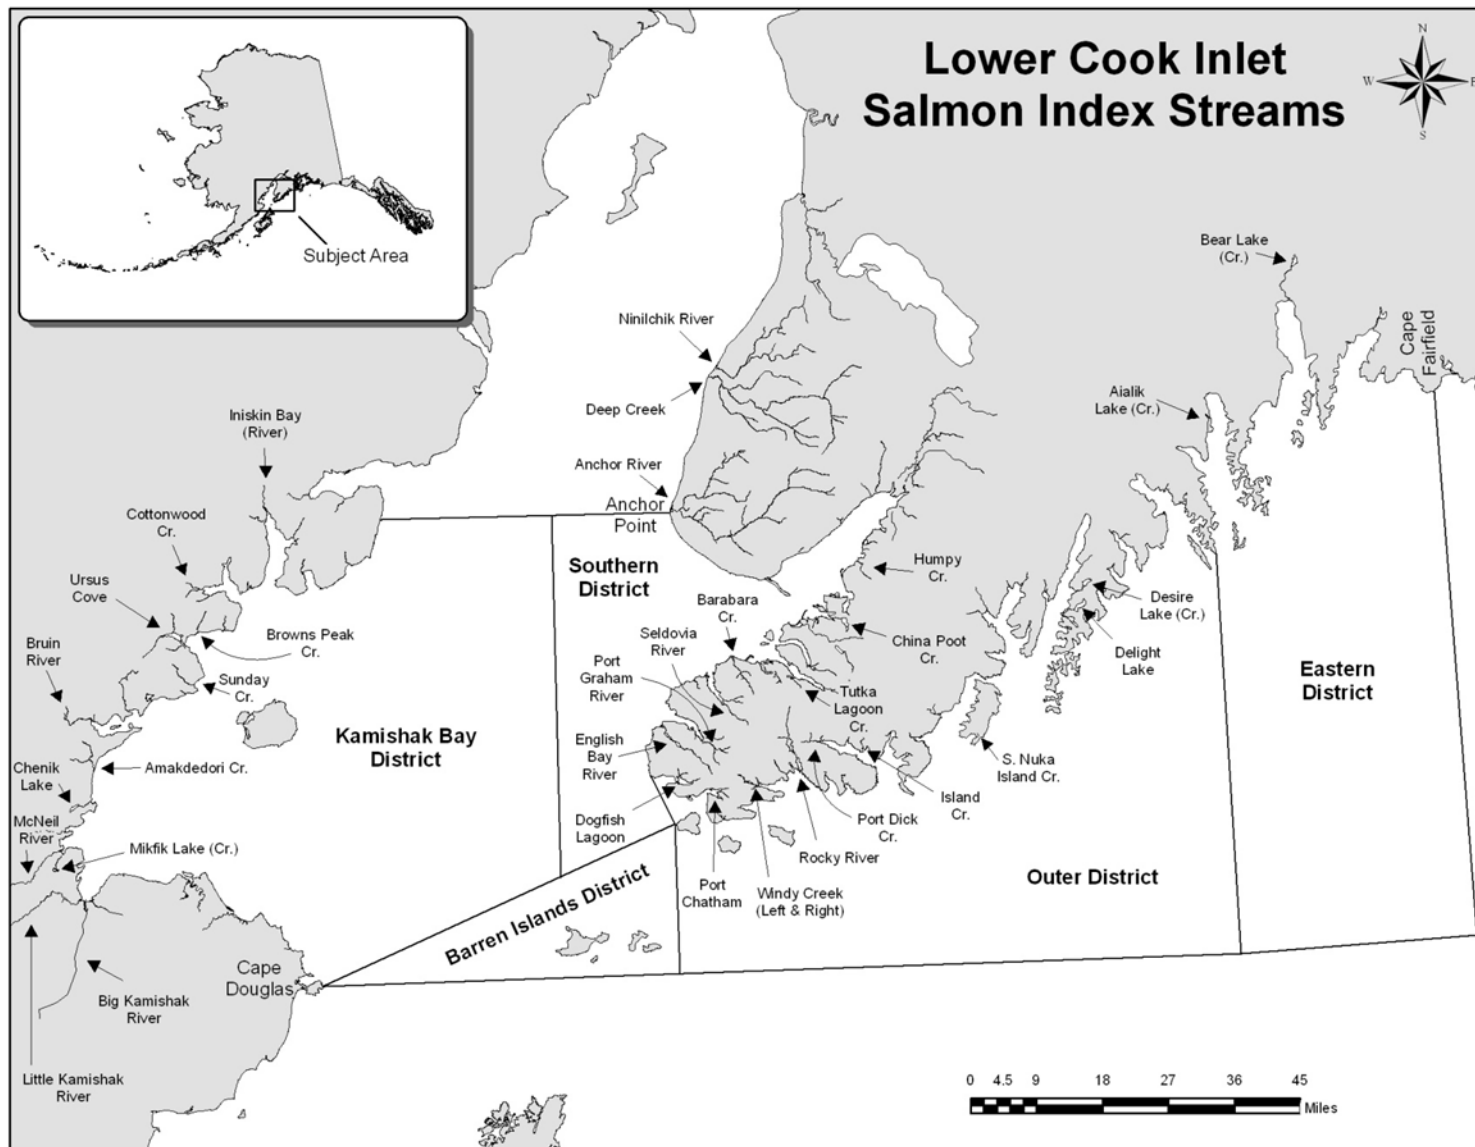 Lower Cook Inlet
Salmon Index Streams
N
W
E
S
Subject Area
Bear Lake
(Cr.)
Cape
Fairfield
Ninilchik River
Deep Creek
Aialik
Lake (Cr.)
Iniskin Bay
(River)
Anchor River
Anchor
Point
Cottonwood
Cr.
Ursus
Cove
Southern
District
Humpy
Cr.
Desire
Lake (Cr.)
Barabara
Cr.
Browns Peak
Cr.
Bruin
River
Seldovia
River
China Poot
Cr.
Delight
Lake
Port
Graham
River
Eastern
District
Sunday
Cr.
Tutka
Lagoon
Cr.
Kamishak Bay
District
English
Bay
River
S. Nuka
Island Cr.
Chenik
Lake
Amakdedori Cr.
Island
Cr.
Dogfish
Lagoon
Port Dick
Cr.
McNeil
River
Mikfik Lake (Cr.)
Rocky River
Outer District
Port
Chatham
Windy Creek
(Left & Right)
Barren Islands District
Cape
Douglas
Big Kamishak
River
Little Kamishak
River
0 4.5 9 18 27 36 45
Miles